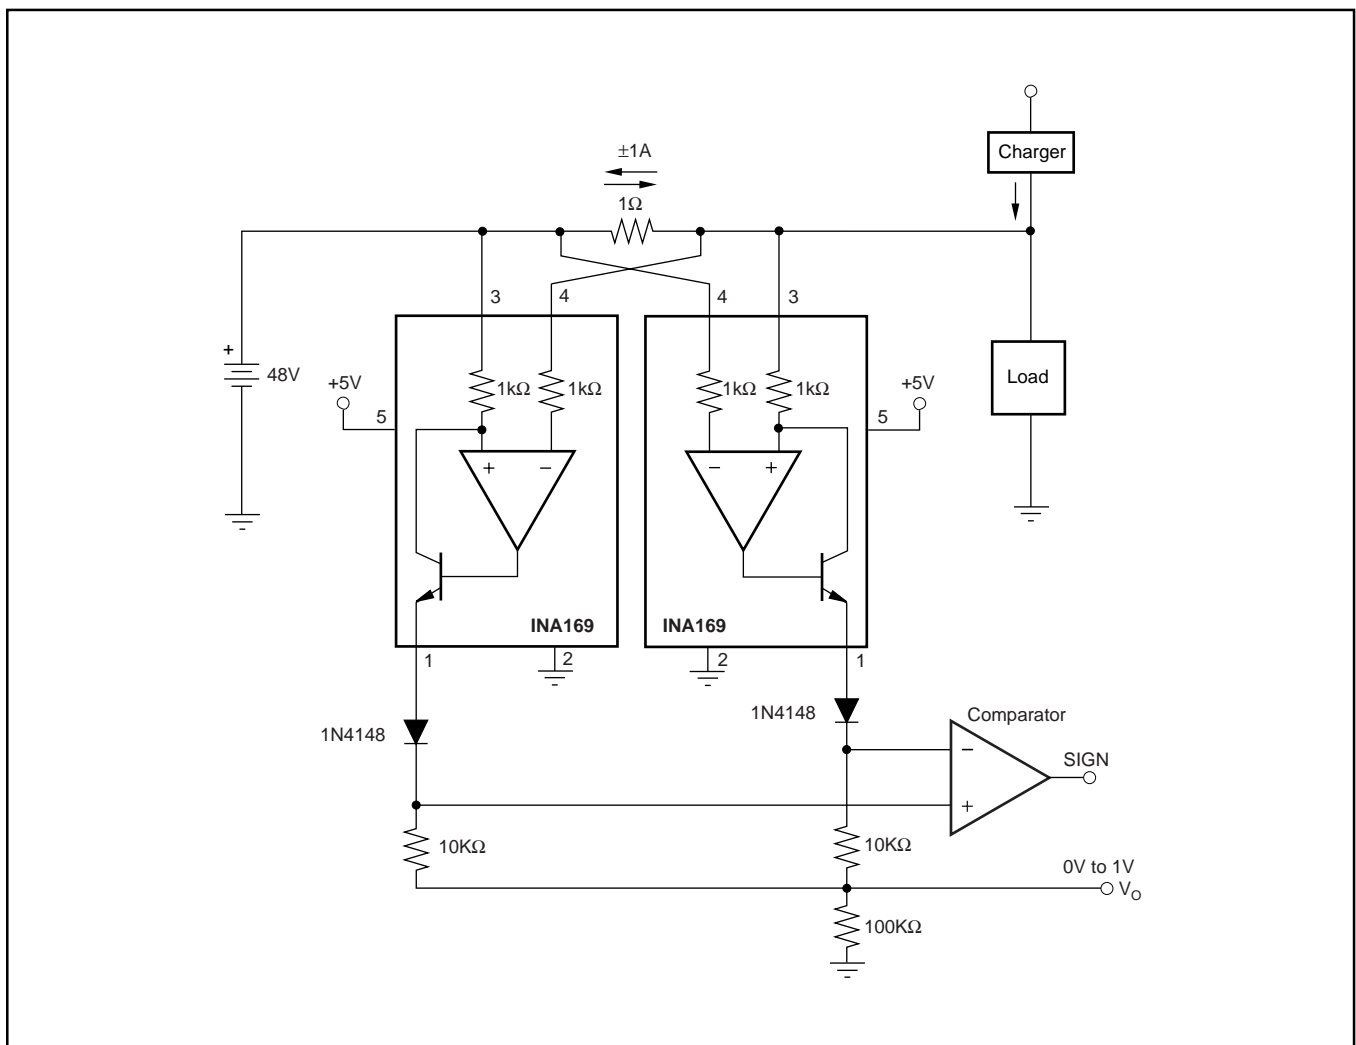 Charger
±1A
1Ω
3
4
4
3
+
48V
+5V
5
1kΩ
1kΩ
1kΩ
1kΩ
5
+5V
Load
+
−
−
+
INA169
INA169
1
2
2
1
1N4148
1N4148
Comparator
−
SIGN
+
10KΩ
10KΩ
0V to 1V
VO
100KΩ